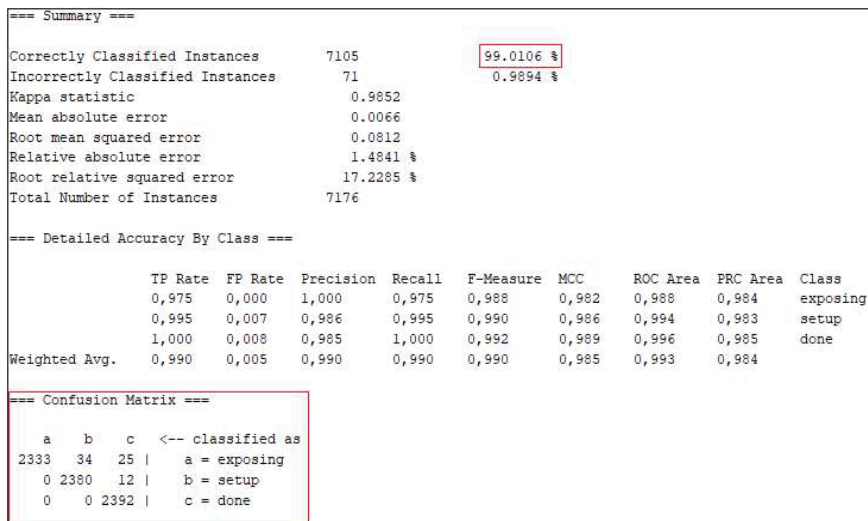 === Summary ===
Correctly Classified Instances 7105 99.0106 %
Incorrectly Classified Instances 71 0.9894 %
Kappa statistic 0.9852
Mean absolute error 0.0066
Root mean squared error 0.0812
Relative absolute error 1.4841 %
Root relative squared error 17.2285 %
Total Number of Instances 7176
=== Detailed Accuracy By Class ===
TP Rate FP Rate Precision Recall F-Measure MCC ROC Area PRC Area Class
0,975 0,000 1,000 0,975 0,988 0,982 0,988 0,984 exposing
0,995 0,007 0,986 0,995 0,990 0,986 0,994 0,983 setup
1,000 0,008 0,985 1,000 0,992 0,989 0,996 0,985 done
Weighted Avg. 0,990 0,005 0,990 0,990 0,990 0,985 0,993 0,984
=== Confusion Matrix ===
a b c <-- classified as
2333 34 25 | a = exposing
0 2380 12 | b = setup
0 0 2392 | c = done